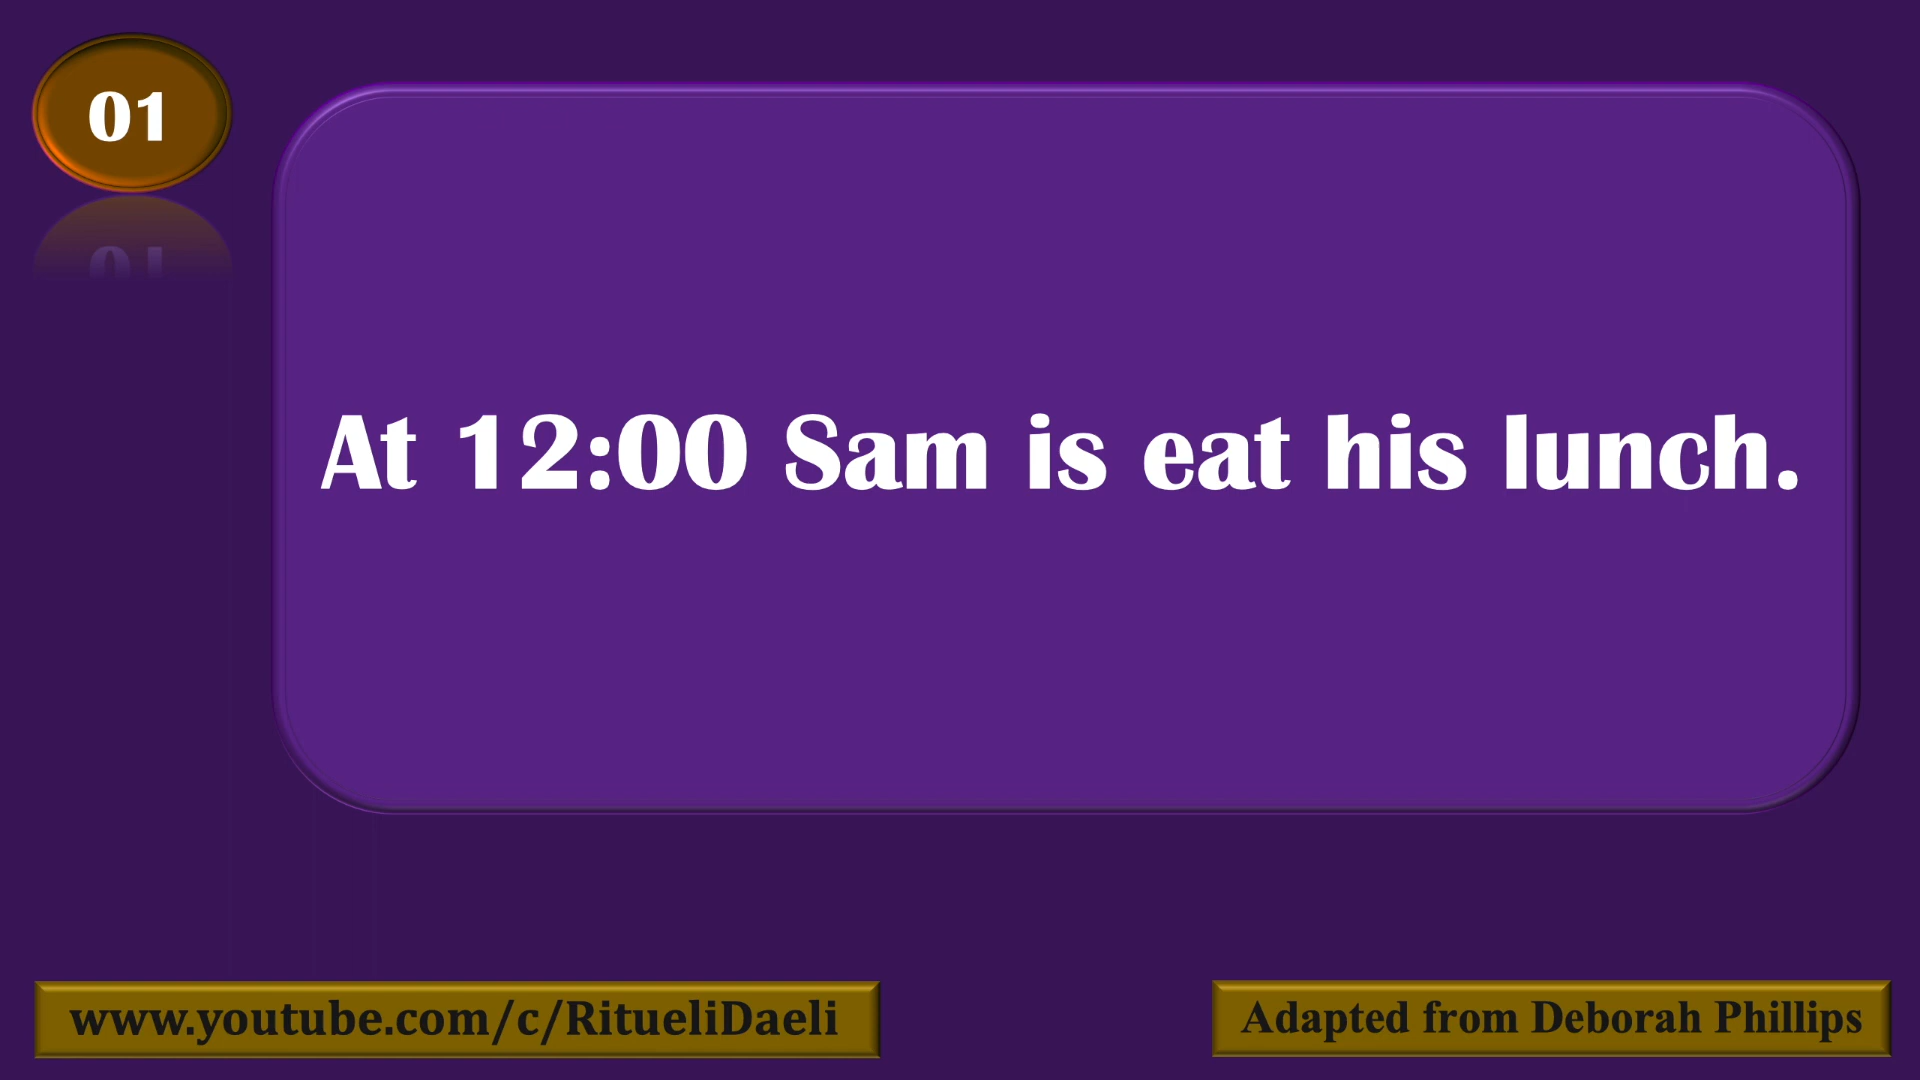 01
At 12:00 Sam is eat his lunch.
www.youtube.com/c/RitueliDaeli
Adapted from Deborah Phillips